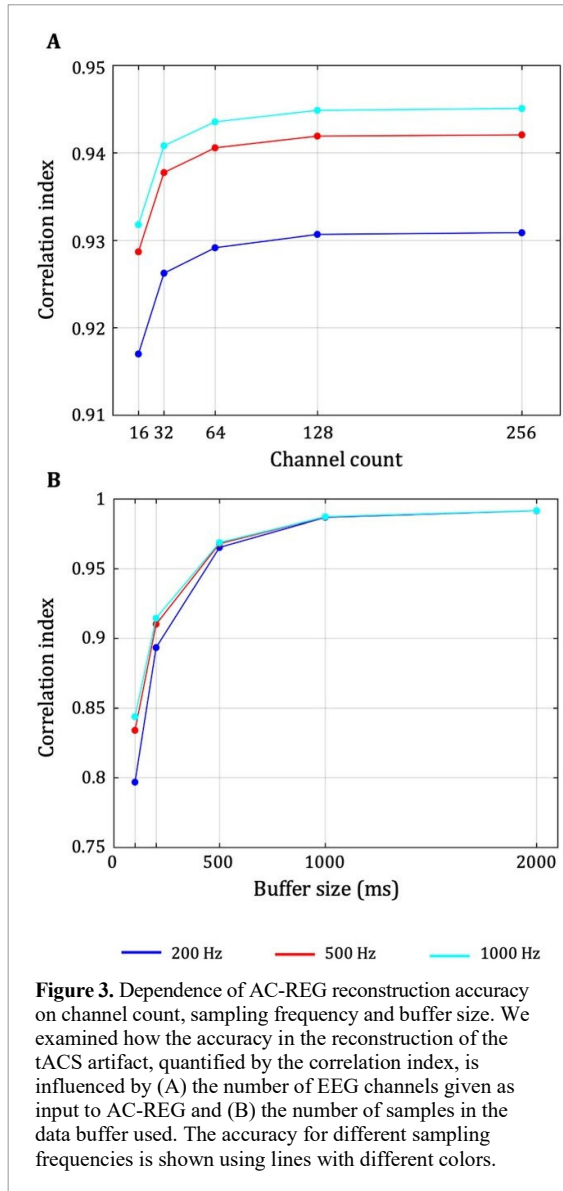 A
0.95
0.94
0.93
0.92
0.91
Correlation index
16 32 64 128 256
Channel count
B
1
0.95
0.9
0.85
0.8
0.75
Correlation index
0 500 1000 2000
Buffer size (ms)
200 Hz 500 Hz 1000 Hz
Figure 3. Dependence of AC-REG reconstruction accuracy
on channel count, sampling frequency and buffer size. We
examined how the accuracy in the reconstruction of the
tACS artifact, quantified by the correlation index, is
influenced by (A) the number of EEG channels given as
input to AC-REG and (B) the number of samples in the
data buffer used. The accuracy for different sampling
frequencies is shown using lines with different colors.